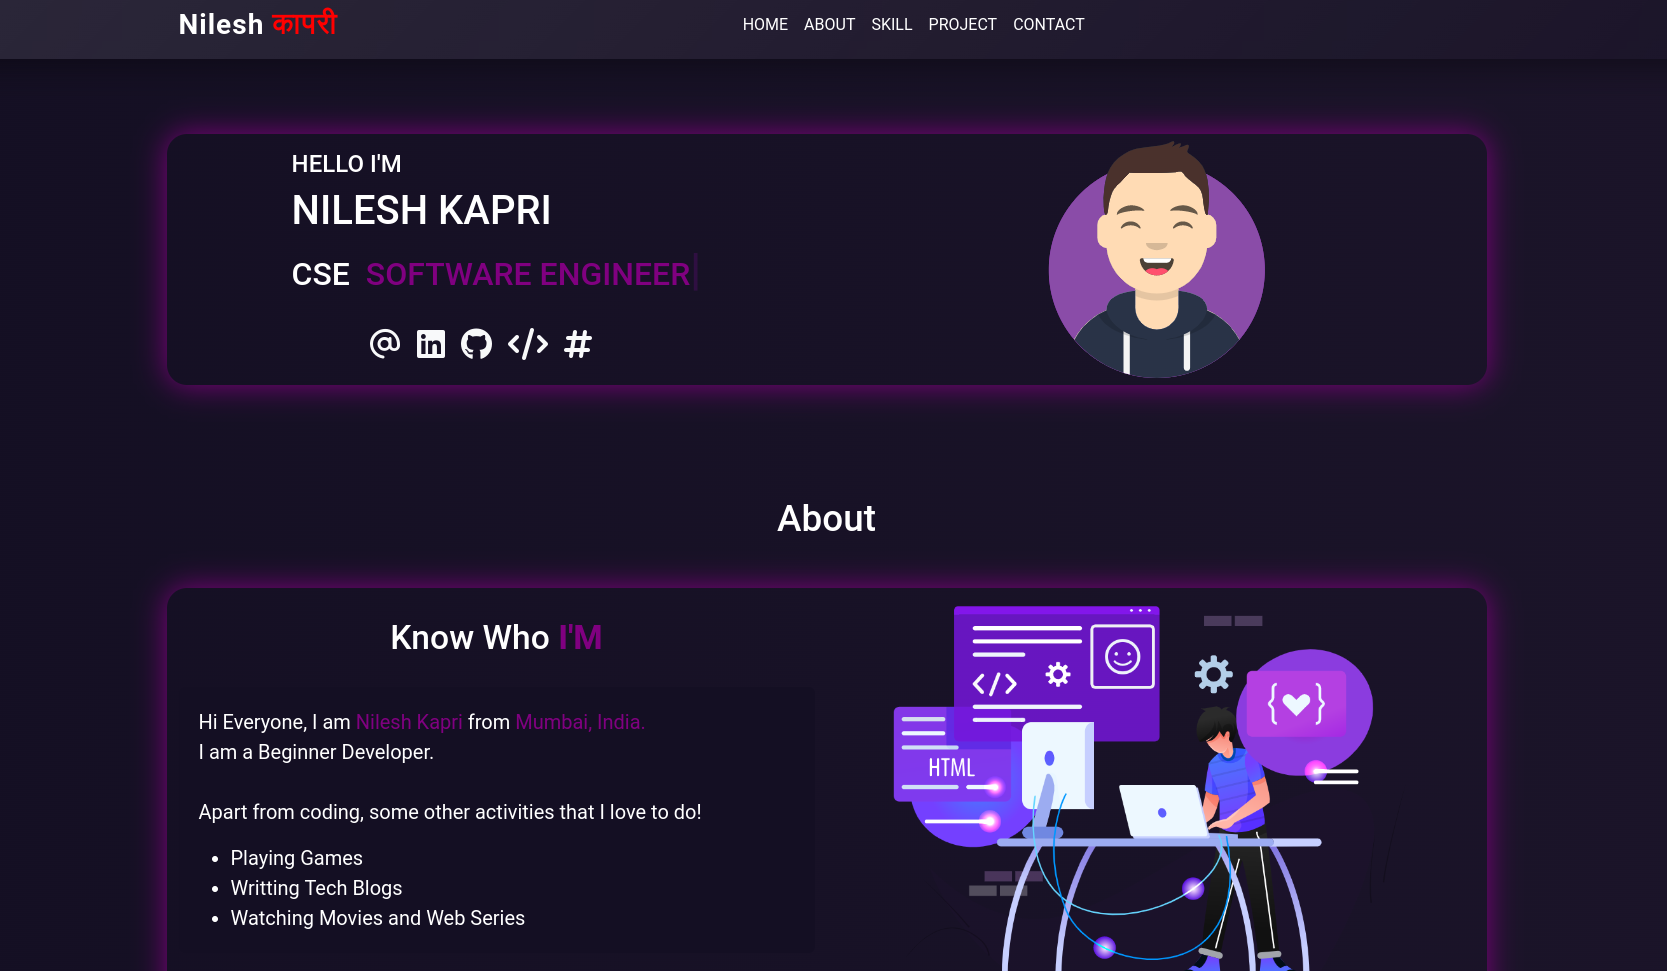 Nilesh कापरी
HOME ABOUT SKILL PROJECT CONTACT
HELLO I'M
NILESH KAPRI
CSE SOFTWARE ENGINEER
About
Know Who I'M
Hi Everyone, I am Nilesh Kapri from Mumbai, India.
I am a Beginner Developer.
Apart from coding, some other activities that I love to do!
Playing Games
Writting Tech Blogs
Watching Movies and Web Series
HTML